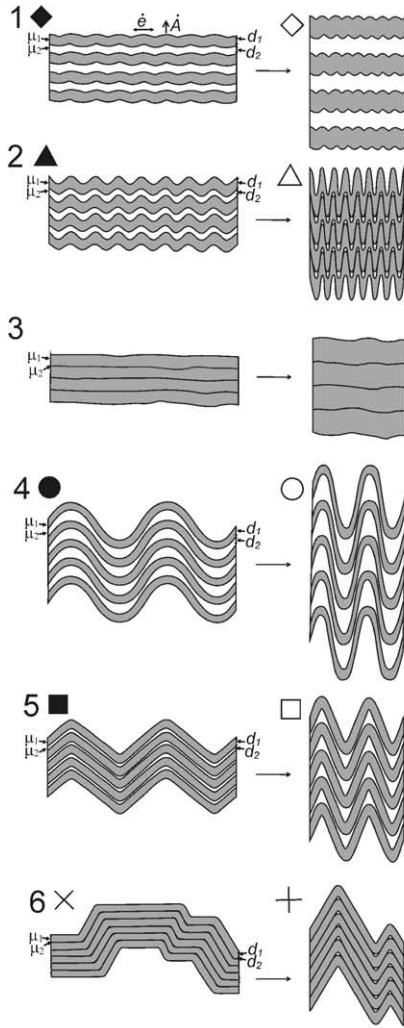 1 ė Ȧ
μ₁ d₁
μ₂ d₂
2
μ₁ d₁
μ₂ d₂
3
μ₁
μ₂
4
μ₁ d₁
μ₂ d₂
5
μ₁ d₁
μ₂ d₂
6
μ₁ d₁
μ₂ d₂